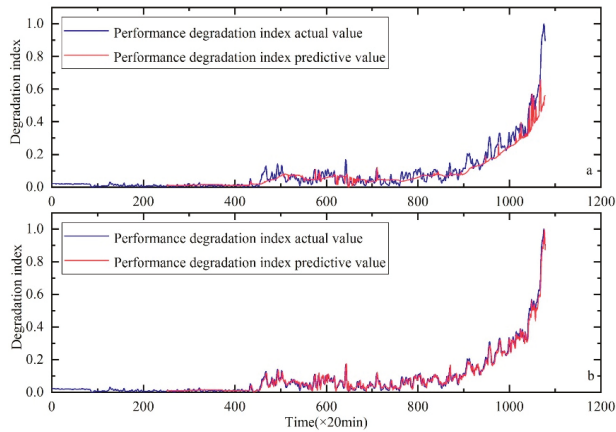 1.0
Performance degradation index actual value
0.8
Performance degradation index predictive value
0.6
Degradation index
0.4
0.2
a
0.0
0 200 400 600 800 1000 1200
1.0
Performance degradation index actual value
0.8
Performance degradation index predictive value
0.6
Degradation index
0.4
0.2
b
0.0
0 200 400 600 800 1000 1200
Time(×20min)